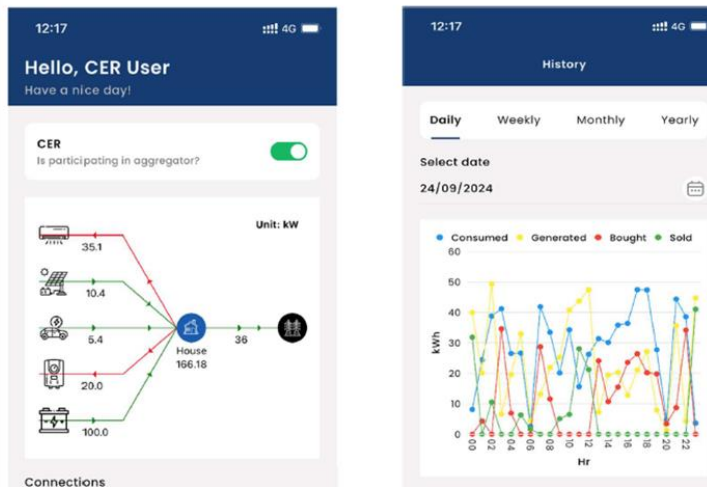 12:17
4G
Hello, CER User
Have a nice day!
CER
Is participating in aggregator?
Unit: kW
35.1
10.4
5.4
36
House
166.18
20.0
100.0
Connections
12:17
4G
History
Daily Weekly Monthly Yearly
Select date
24/09/2024
Consumed Generated Bought Sold
60
50
40
30
20
10
0
kWh
00 02 04 06 08 10 12 14 16 18 20 22
Hr